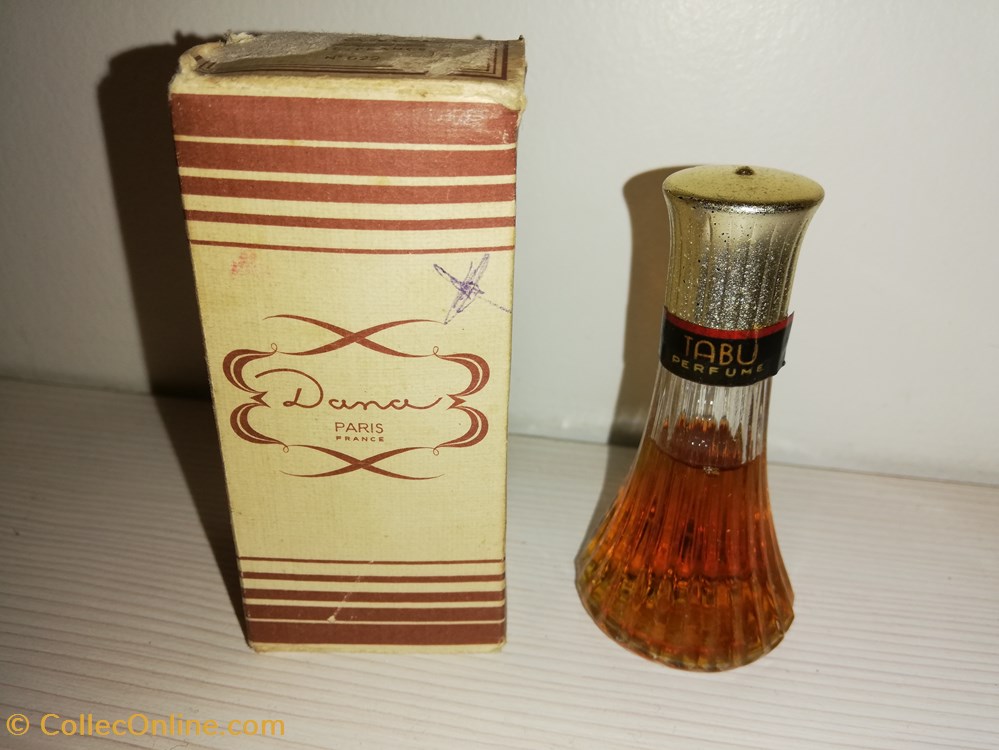 Dana
PARIS
FRANCE
TABU
PERFUME
© CollecOnline.com